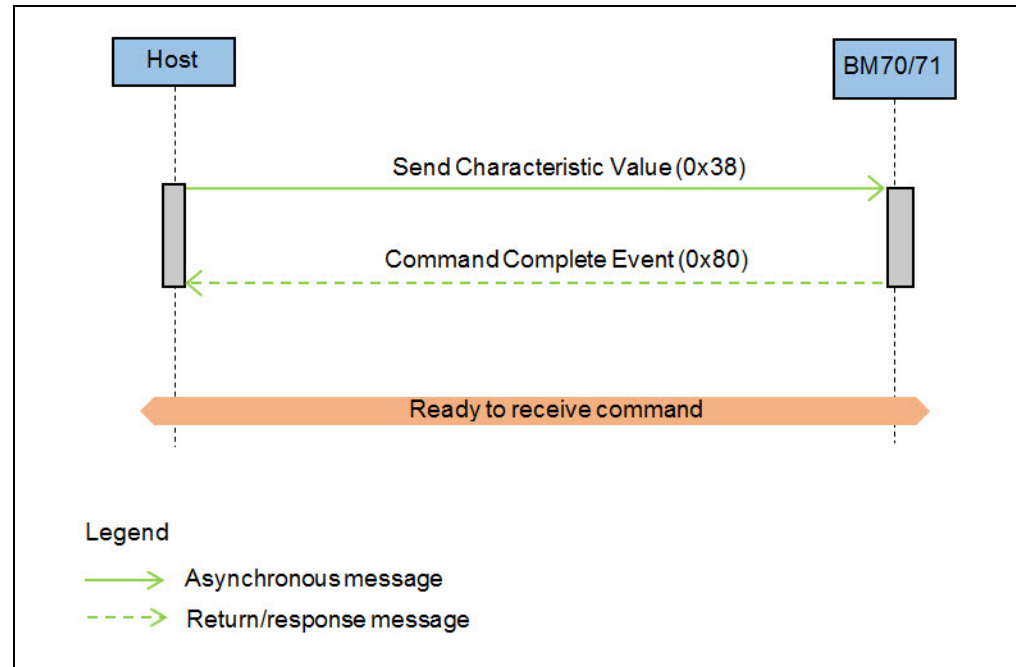 Host
BM70/71
Send Characteristic Value (0x38)
Command Complete Event (0x80)
Ready to receive command
Legend
Asynchronous message
Return/response message